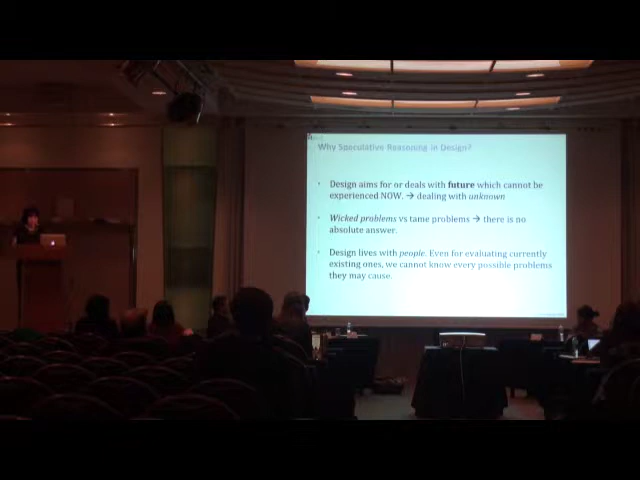 Why Speculative Reasoning in Design?
• Design aims for or deals with future which cannot be
experienced NOW. → dealing with unknown
• Wicked problems vs tame problems → there is no
absolute answer.
• Design lives with people. Even for evaluating currently
existing ones, we cannot know every possible problems
they may cause.